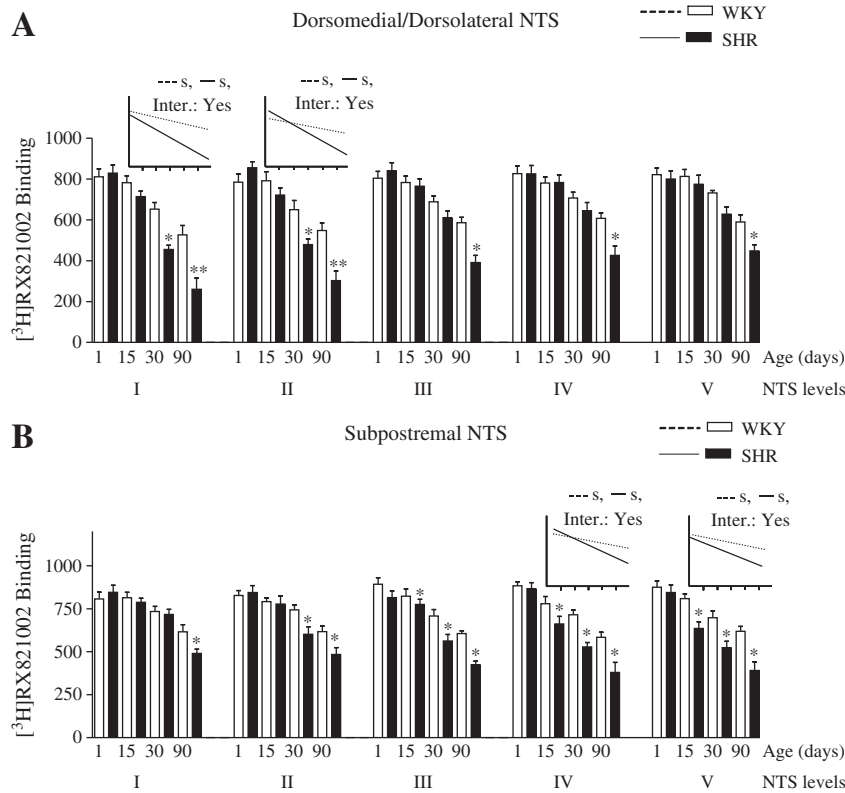 A
Dorsomedial/Dorsolateral NTS
WKY
SHR
s, s,
Inter.: Yes
s, s,
Inter.: Yes
[³H]RX821002 Binding
1000
800
600
400
200
0
* ** * ** * * *
1 15 30 90 1 15 30 90 1 15 30 90 1 15 30 90 1 15 30 90 Age (days)
I II III IV V NTS levels
B
Subpostremal NTS
WKY
SHR
s, s,
Inter.: Yes
s, s,
Inter.: Yes
[³H]RX821002 Binding
1000
750
500
250
0
* * * * * * * * * * * *
1 15 30 90 1 15 30 90 1 15 30 90 1 15 30 90 1 15 30 90 Age (days)
I II III IV V NTS levels